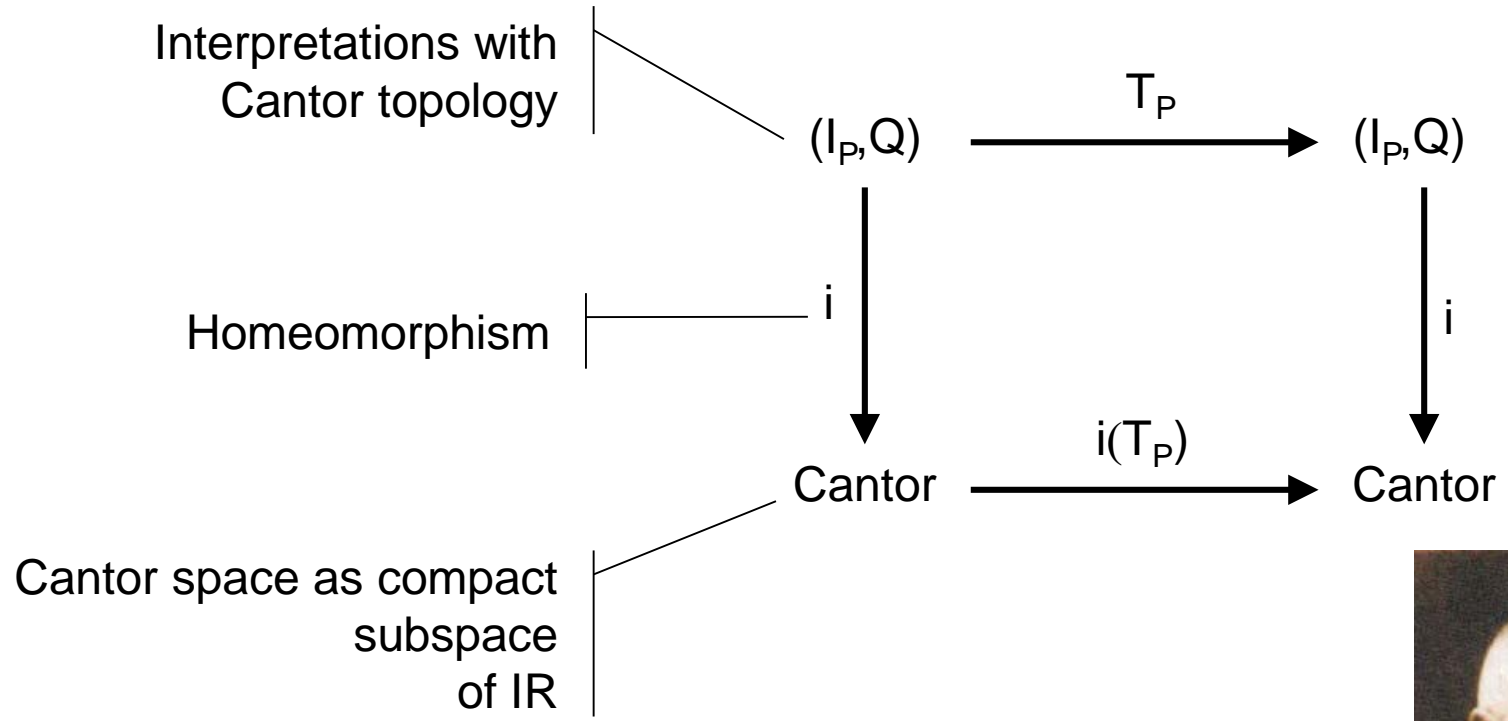 Interpretations with
Cantor topology
T_P
(I_P,Q)
(I_P,Q)
Homeomorphism
i
i
i(T_P)
Cantor
Cantor
Cantor space as compact
subspace
of IR